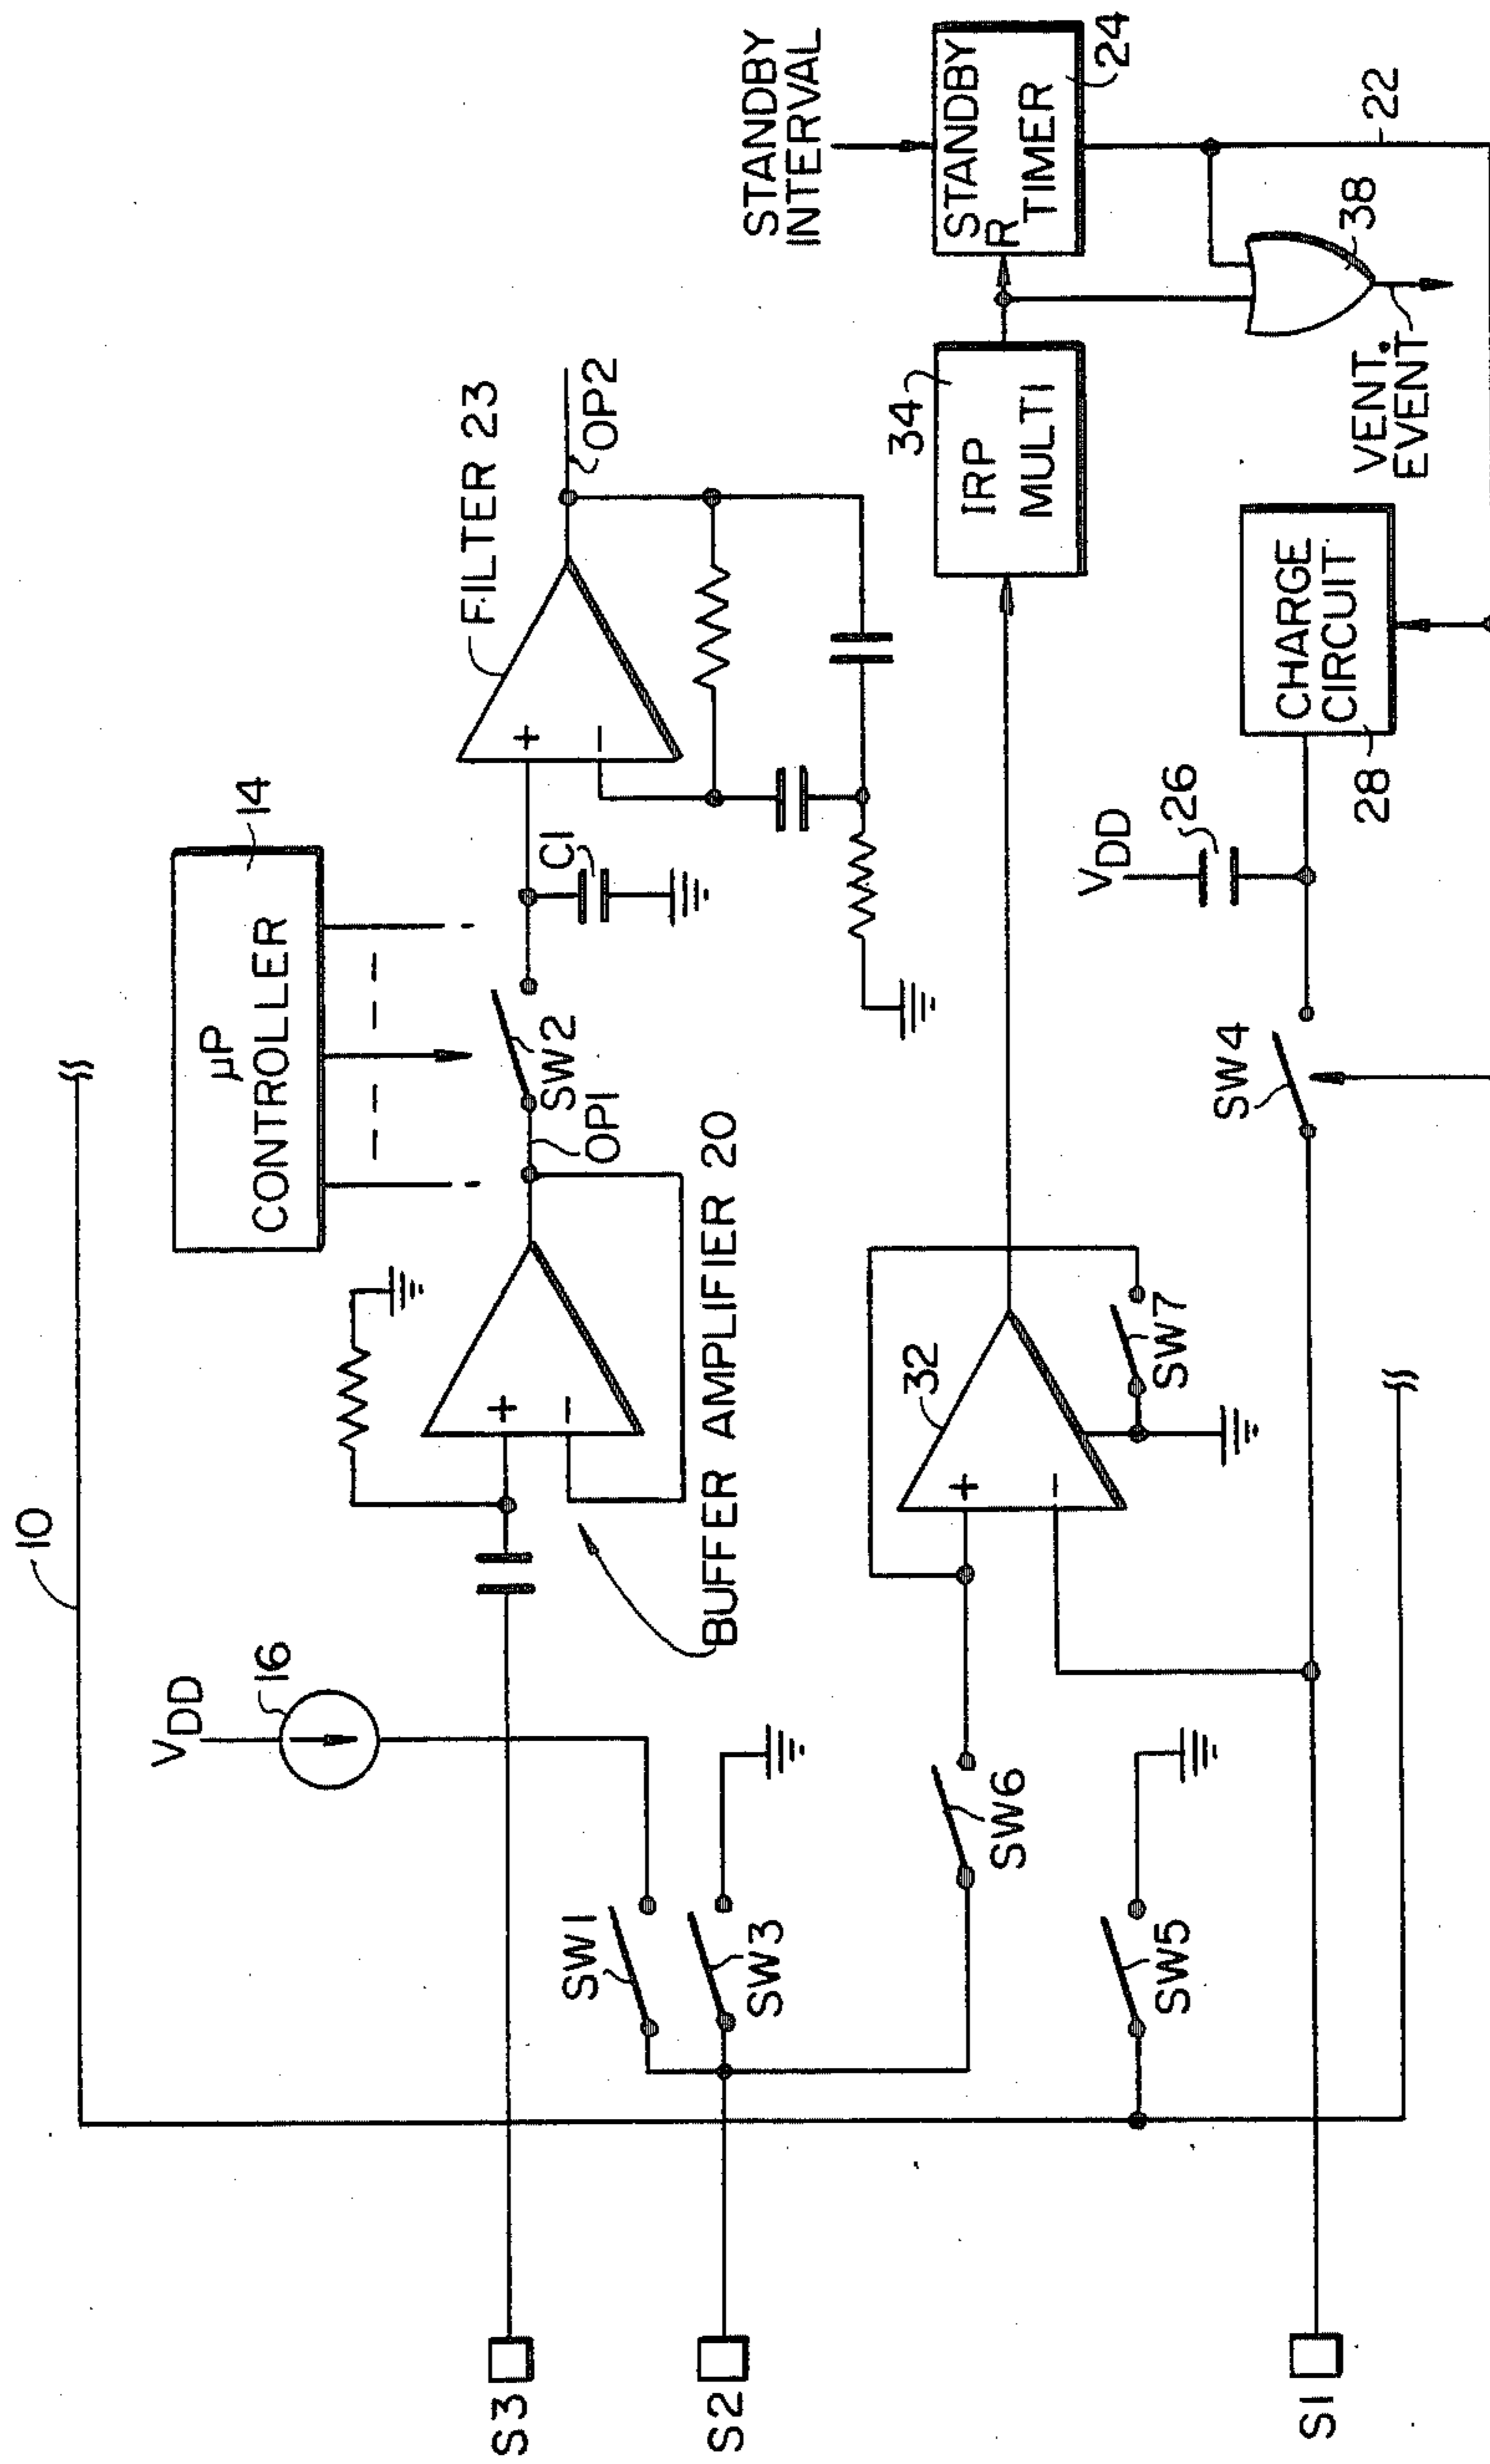 10
VDD
16
μP
CONTROLLER
14
FILTER 23
OP2
SW2
OP1
C1
BUFFER AMPLIFIER 20
S3
SW1
SW3
S2
SW6
32
SW7
34
IRP
MULTI
STANDBY
INTERVAL
STANDBY
R
TIMER
24
38
22
VENT.
EVENT
SW5
SW4
VDD
26
CHARGE
CIRCUIT
28
S1
+
−
+
−
+
−